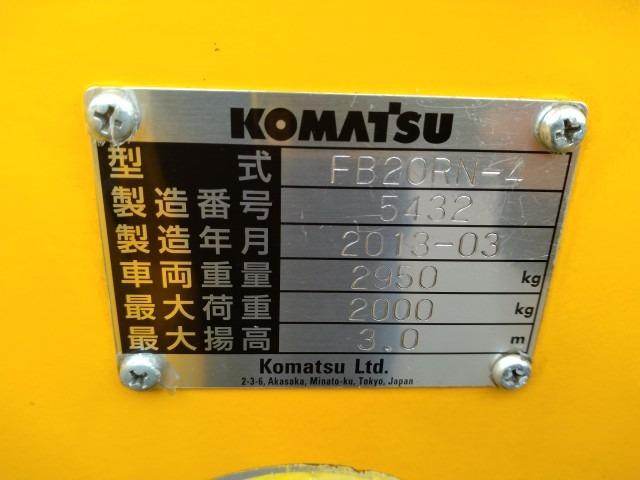 KOMATSU
型式 FB20RN-4
製造番号 5432
製造年月 2013-03
車両重量 2950 kg
最大荷重 2000 kg
最大揚高 3.0 m
Komatsu Ltd.
2-3-6, Akasaka, Minato-ku, Tokyo, Japan